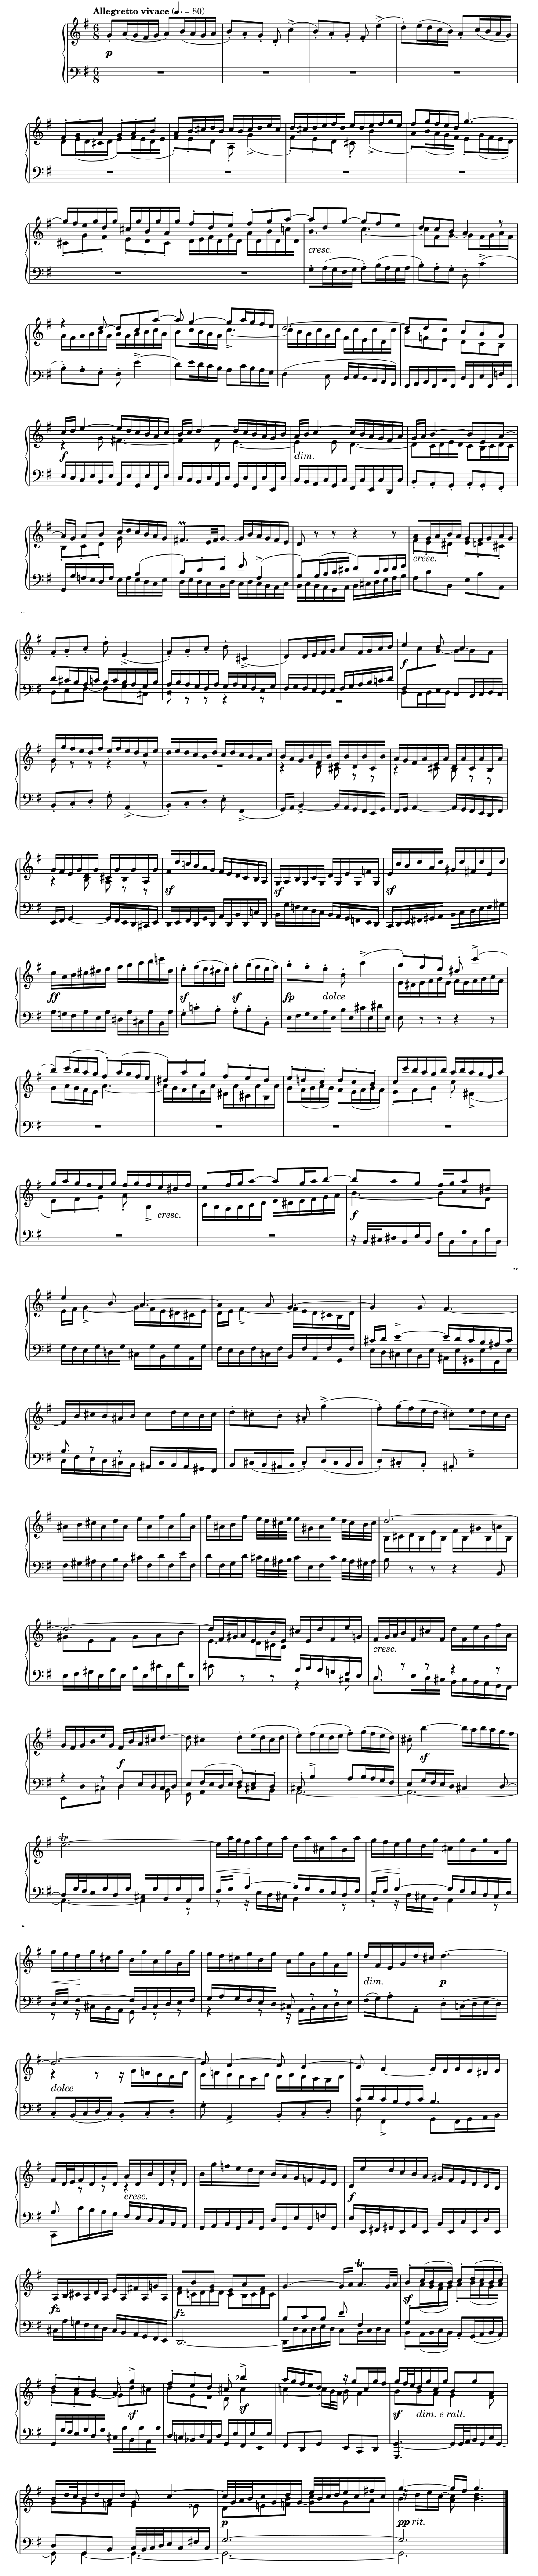 Allegretto vivace (♩. = 80)
p
cresc.
f
dim.
cresc.
f
sf
sf
sf
ff
sf
sf
fp
dolce
cresc.
f
cresc.
f
sf
dim.
p
dolce
cresc.
f
fz
fz
sf
sf
sf
sf
dim. e rall.
p
pp rit.